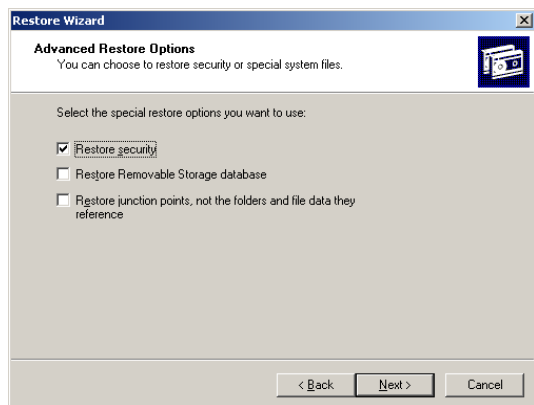 Restore Wizard
Advanced Restore Options
You can choose to restore security or special system files.
Select the special restore options you want to use:
Restore security
Restore Removable Storage database
Restore junction points, not the folders and file data they
reference
< Back
Next >
Cancel